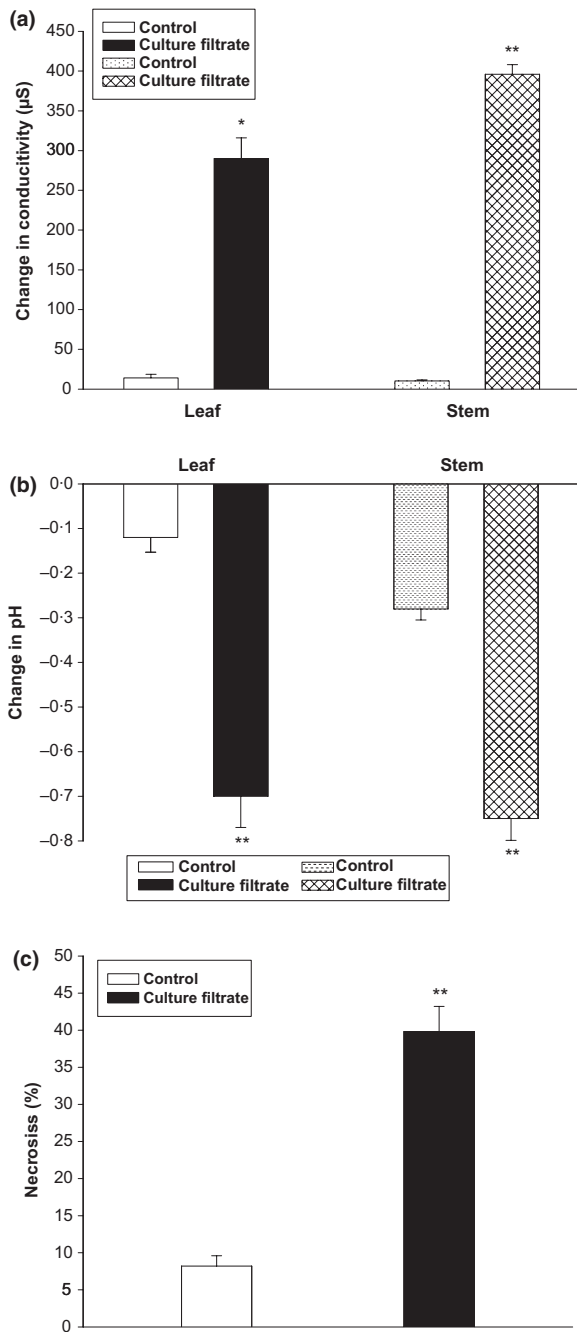 (a)
Control
Culture filtrate
Control
Culture filtrate
Change in conducitivity (µS)
450
400
350
300
250
200
150
100
50
0
*
**
Leaf
Stem
(b)
Leaf
Stem
Change in pH
0·0
–0·1
–0·2
–0·3
–0·4
–0·5
–0·6
–0·7
–0·8
**
**
Control
Culture filtrate
Control
Culture filtrate
(c)
Control
Culture filtrate
Necrosiss (%)
50
45
40
35
30
25
20
15
10
5
0
**